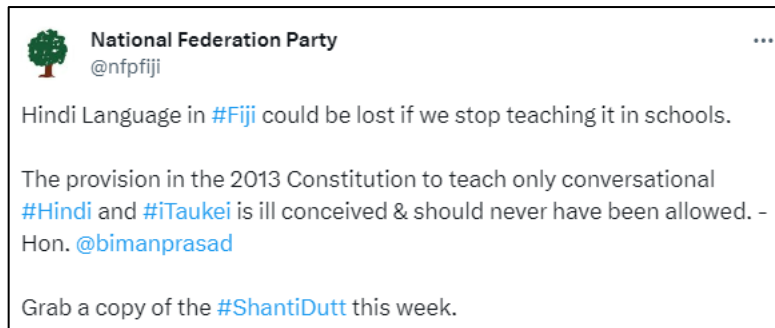 National Federation Party
@nfpfiji
Hindi Language in #Fiji could be lost if we stop teaching it in schools.
The provision in the 2013 Constitution to teach only conversational
#Hindi and #iTaukei is ill conceived & should never have been allowed. -
Hon. @bimanprasad
Grab a copy of the #ShantiDutt this week.